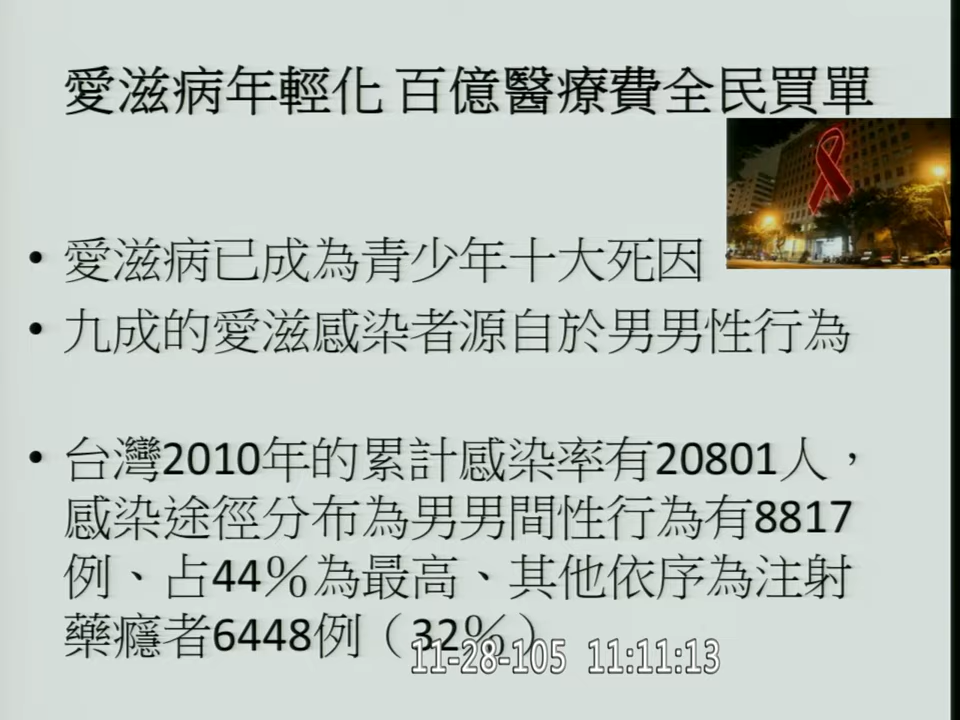 愛滋病年輕化 百億醫療費全民買單
• 愛滋病已成為青少年十大死因
• 九成的愛滋感染者源自於男男性行為
• 台灣2010年的累計感染率有20801人，
感染途徑分布為男男間性行為有8817
例、占44％為最高、其他依序為注射
藥癮者6448例（32％）
11-28-105 11:11:13